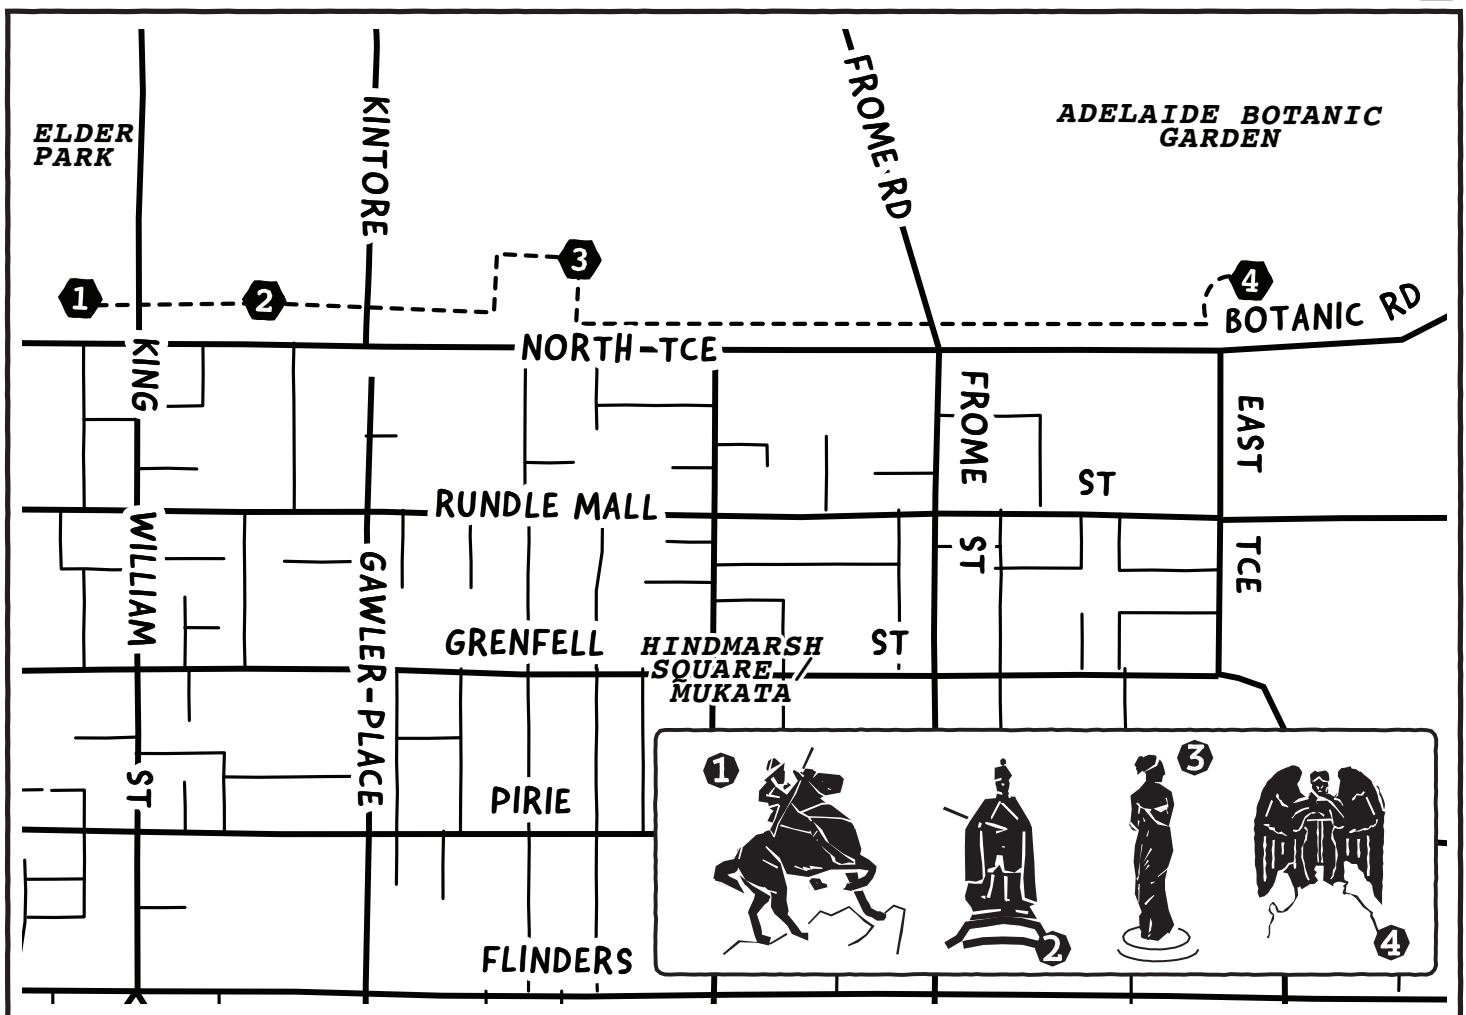 ELDER
PARK
KINTORE
FROME RD
ADELAIDE BOTANIC
GARDEN
1
2
3
4
BOTANIC RD
NORTH TCE
KING
WILLIAM
ST
FROME
ST
EAST
TCE
RUNDLE MALL
ST
GAWLER PLACE
GRENFELL
ST
HINDMARSH
SQUARE /
MUKATA
PIRIE
FLINDERS
1
2
3
4